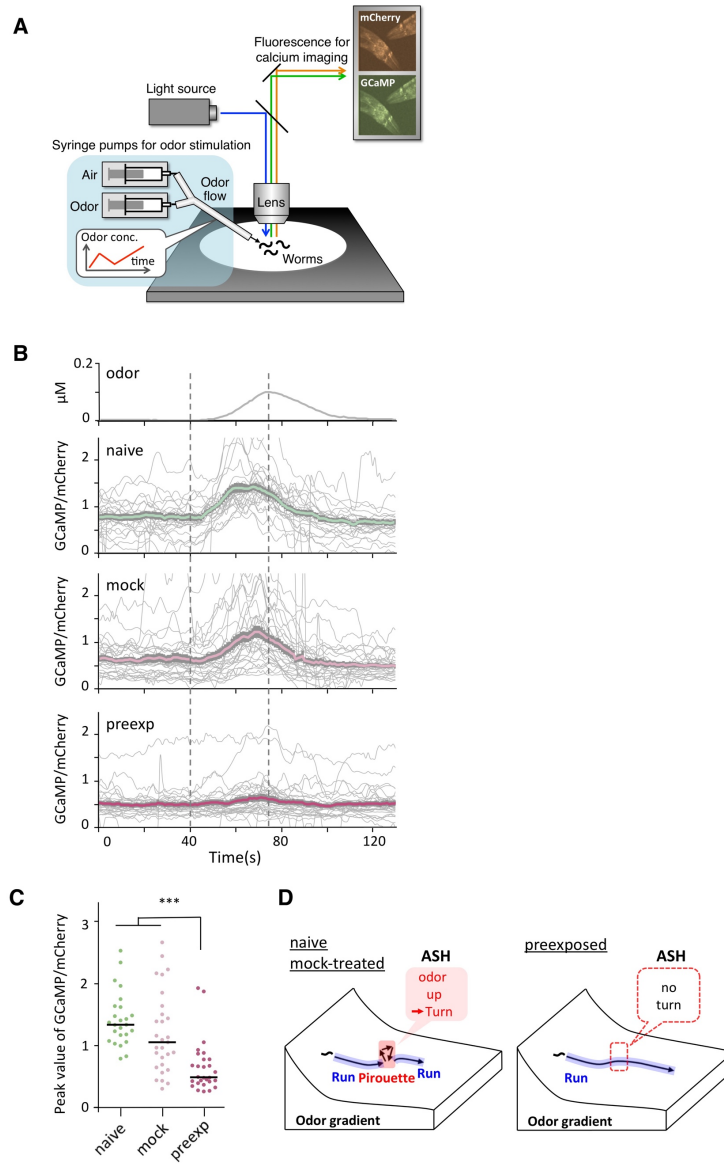 A
mCherry
Fluorescence for
calcium imaging
GCaMP
Light source
Syringe pumps for odor stimulation
Air
Odor
flow
Odor
Lens
Odor conc.
time
Worms
B
0.2
odor
μM
0
naive
2
1
0
GCaMP/mCherry
mock
2
1
0
GCaMP/mCherry
preexp
2
1
0
GCaMP/mCherry
0 40 80 120
Time(s)
C
***
3
2
1
0
Peak value of GCaMP/mCherry
naive
mock
preexp
D
naive
mock-treated
ASH
odor
up
➞Turn
Run Pirouette Run
Odor gradient
preexposed
ASH
no
turn
Run
Odor gradient